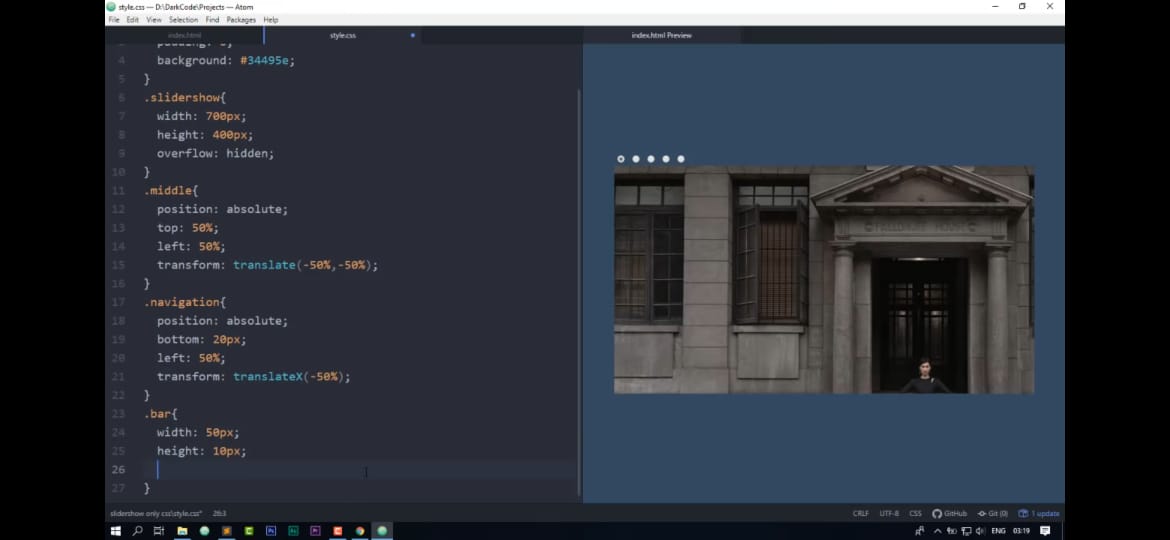 style.css — D:\DarkCode\Projects — Atom
File Edit View Selection Find Packages Help
index.html style.css index.html Preview
4 background: #34495e;
5 }
6 .slidershow{
7 width: 700px;
8 height: 400px;
9 overflow: hidden;
10 }
11 .middle{
12 position: absolute;
13 top: 50%;
14 left: 50%;
15 transform: translate(-50%,-50%);
16 }
17 .navigation{
18 position: absolute;
19 bottom: 20px;
20 left: 50%;
21 transform: translateX(-50%);
22 }
23 .bar{
24 width: 50px;
25 height: 10px;
26
27 }
slidershow only css\style.css* 26:3 CRLF UTF-8 CSS GitHub Git (0) 1 update
ENG 03:19